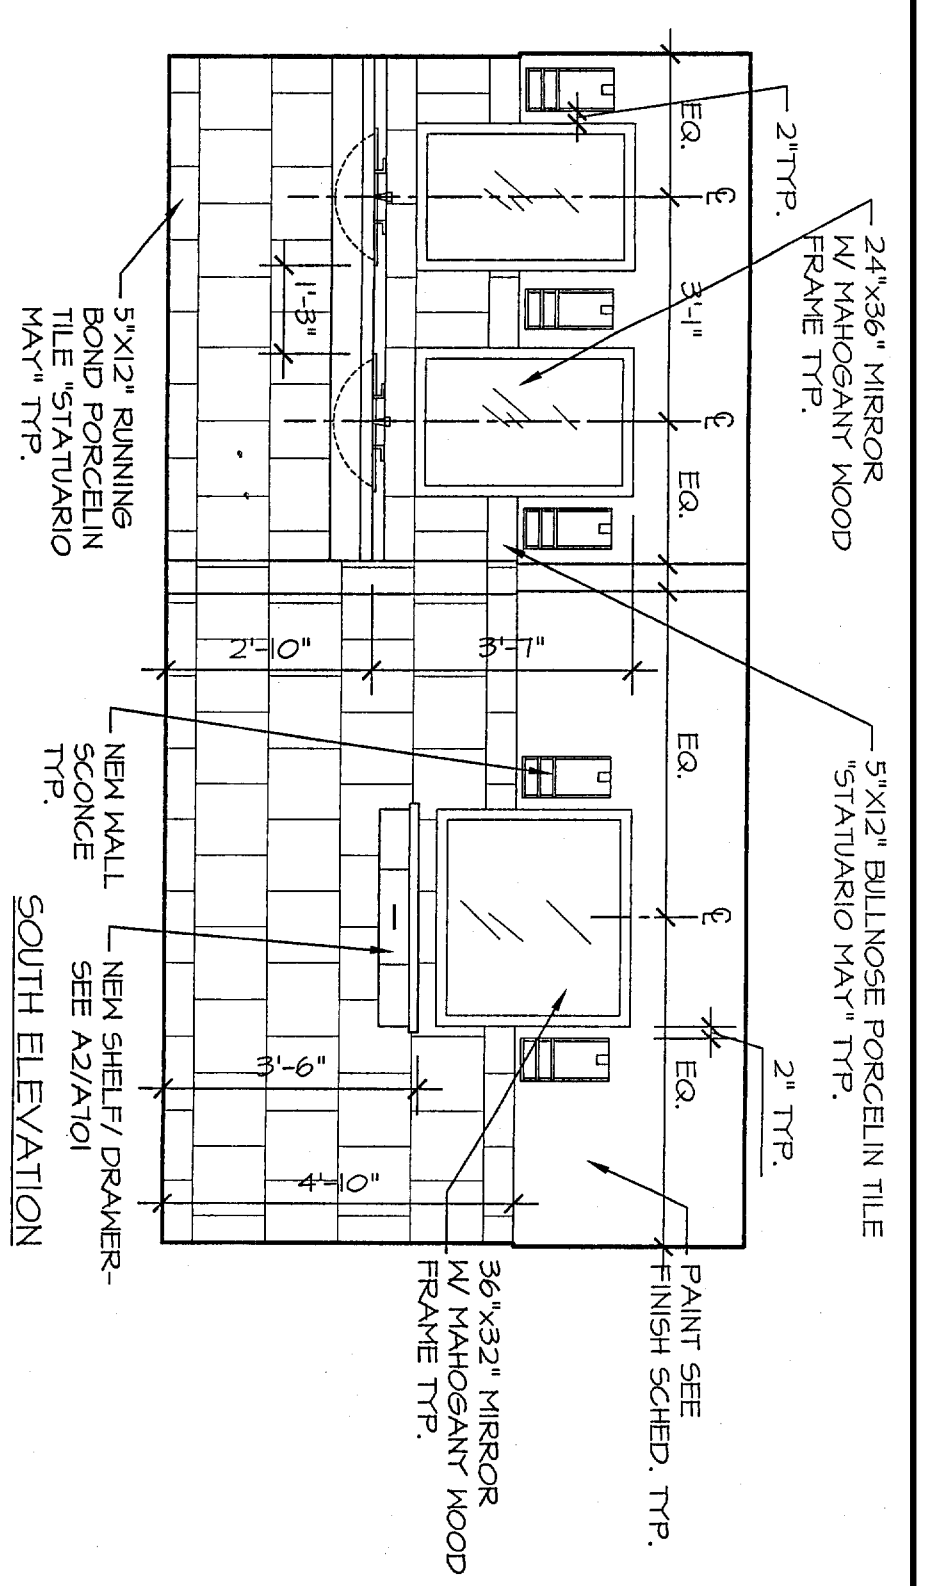 24"x36" MIRROR
W/ MAHOGANY WOOD
FRAME TYP.
5"X12" BULLNOSE PORCELIN TILE
"STATUARIO MAY" TYP.
2"TYP.
2" TYP.
PAINT SEE
FINISH SCHED. TYP.
EQ.
℄
3'-1"
℄
EQ.
EQ.
℄
EQ.
36"x32" MIRROR
W/ MAHOGANY WOOD
FRAME TYP.
1'-3"
2'-10"
3'-7"
3'-6"
4'-10"
5"X12" RUNNING
BOND PORCELIN
TILE "STATUARIO
MAY" TYP.
NEW WALL
SCONCE
TYP.
NEW SHELF/ DRAWER-
SEE A2/A701
SOUTH ELEVATION